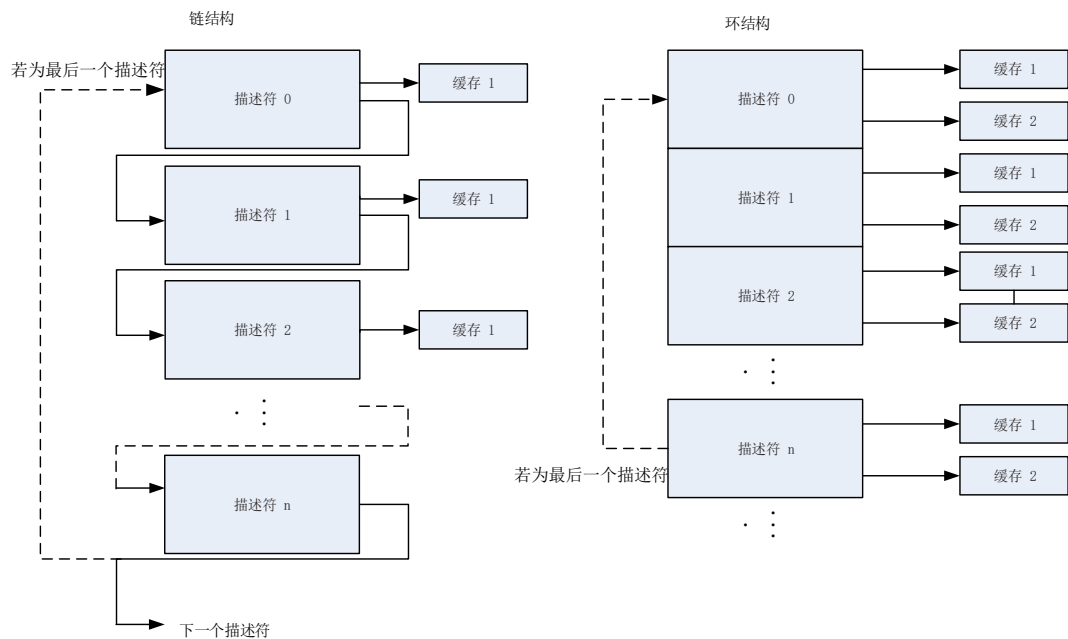 链结构
若为最后一个描述符
描述符 0
缓存 1
描述符 1
缓存 1
描述符 2
缓存 1
描述符 n
下一个描述符
环结构
描述符 0
缓存 1
缓存 2
描述符 1
缓存 1
缓存 2
描述符 2
缓存 1
缓存 2
描述符 n
缓存 1
缓存 2
若为最后一个描述符